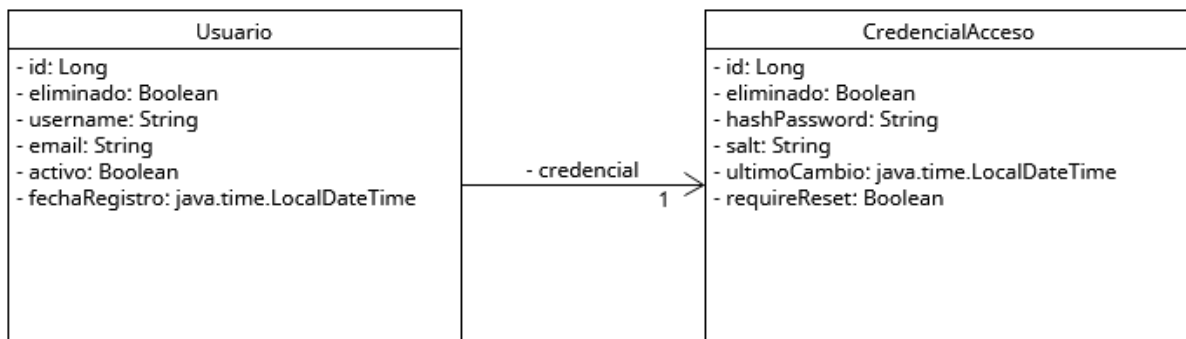 Usuario
- id: Long
- eliminado: Boolean
- username: String
- email: String
- activo: Boolean
- fechaRegistro: java.time.LocalDateTime
- credencial
1
CredencialAcceso
- id: Long
- eliminado: Boolean
- hashPassword: String
- salt: String
- ultimoCambio: java.time.LocalDateTime
- requireReset: Boolean